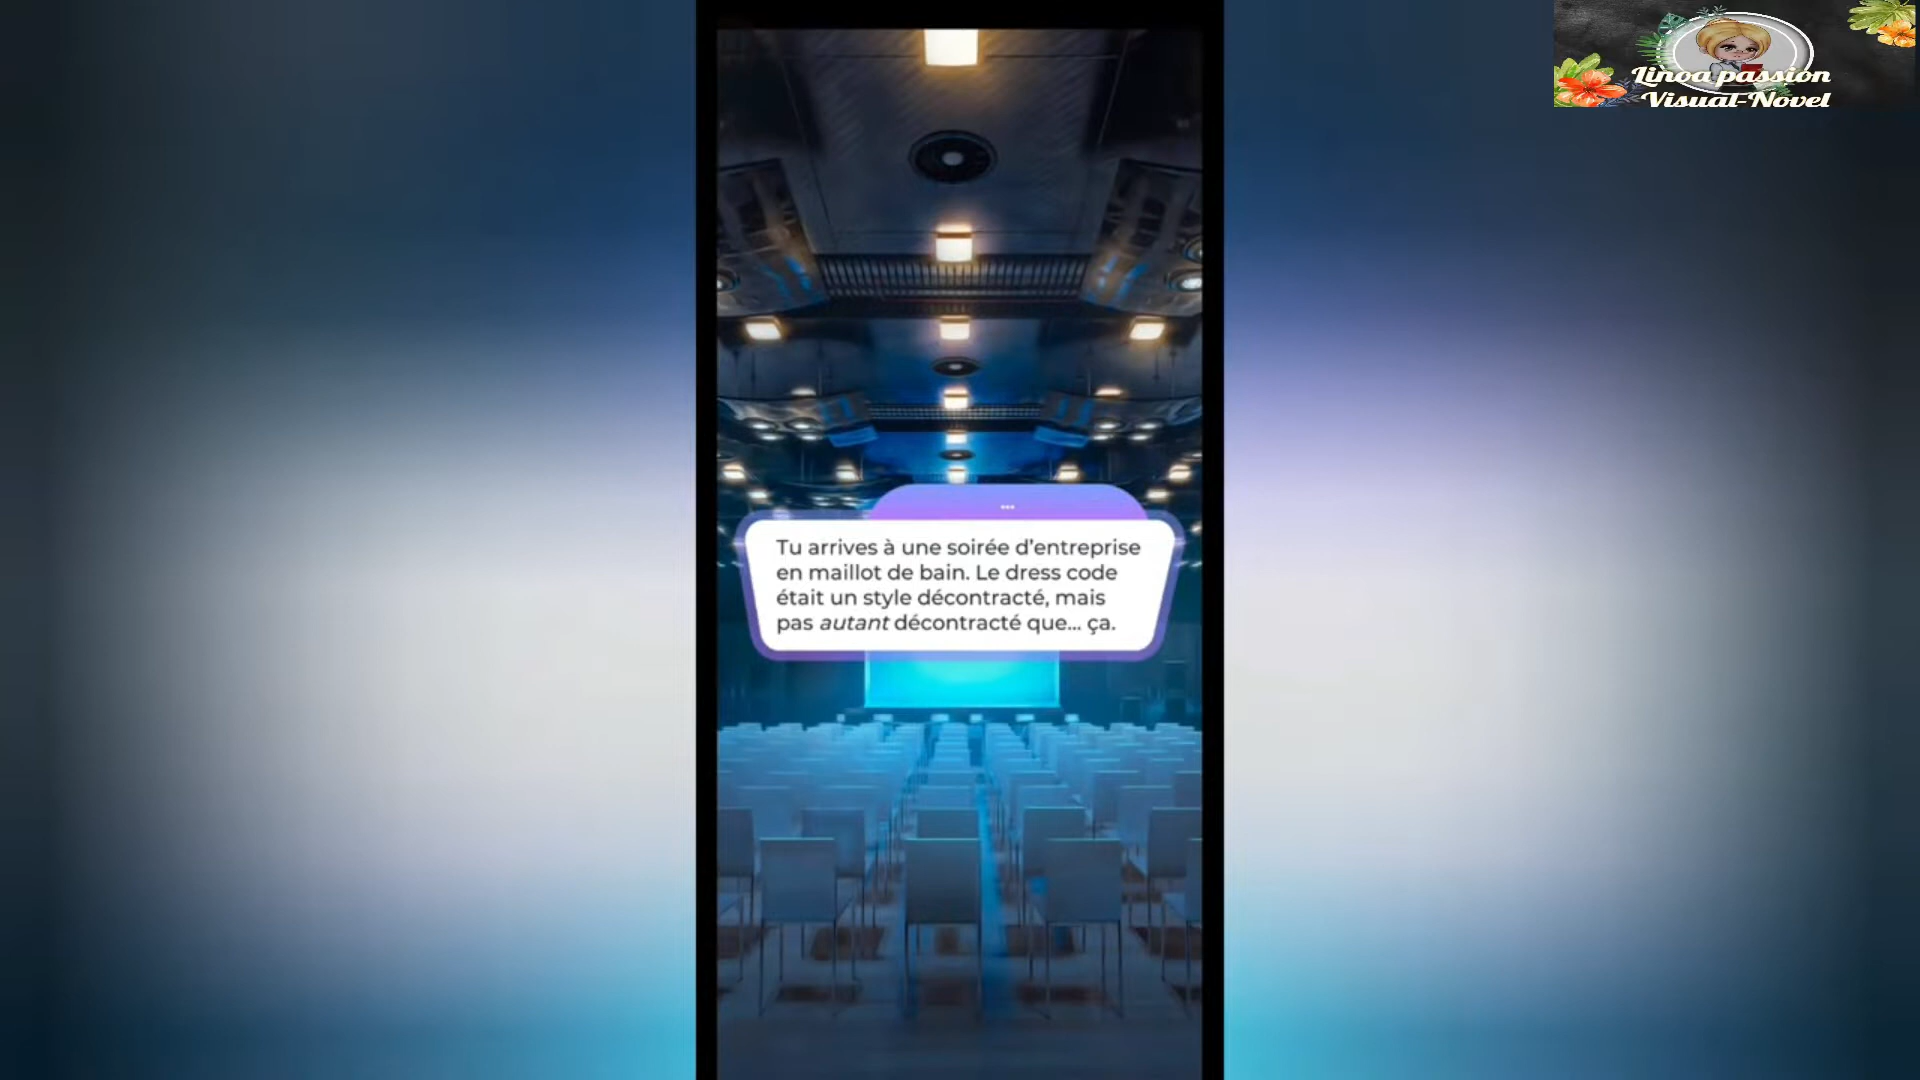 Linoa passion
Visual-Novel
...
Tu arrives à une soirée d'entreprise
en maillot de bain. Le dress code
était un style décontracté, mais
pas autant décontracté que... ça.